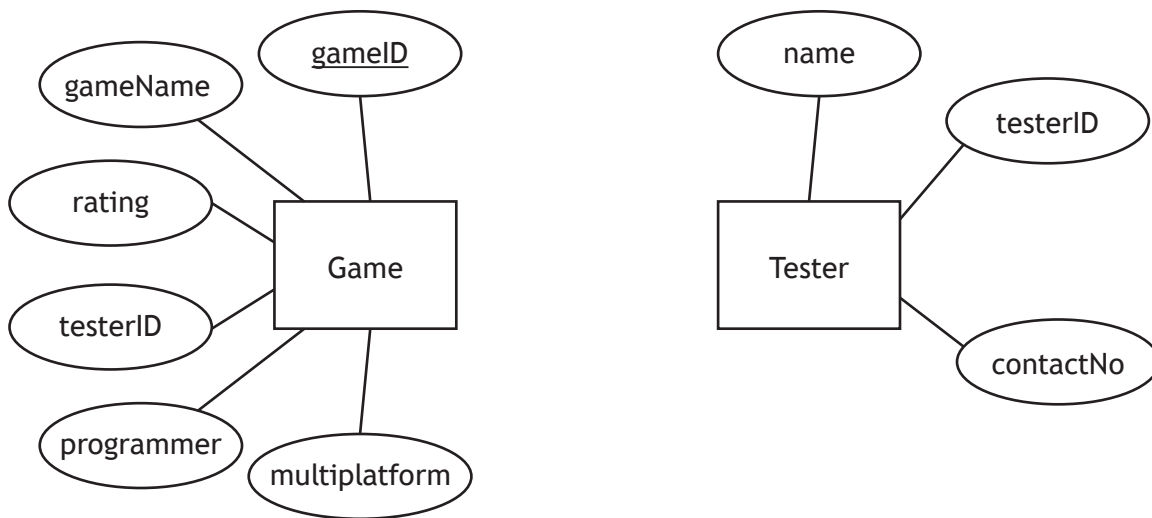 gameID
gameName
rating
testerID
programmer
multiplatform
Game
name
testerID
contactNo
Tester